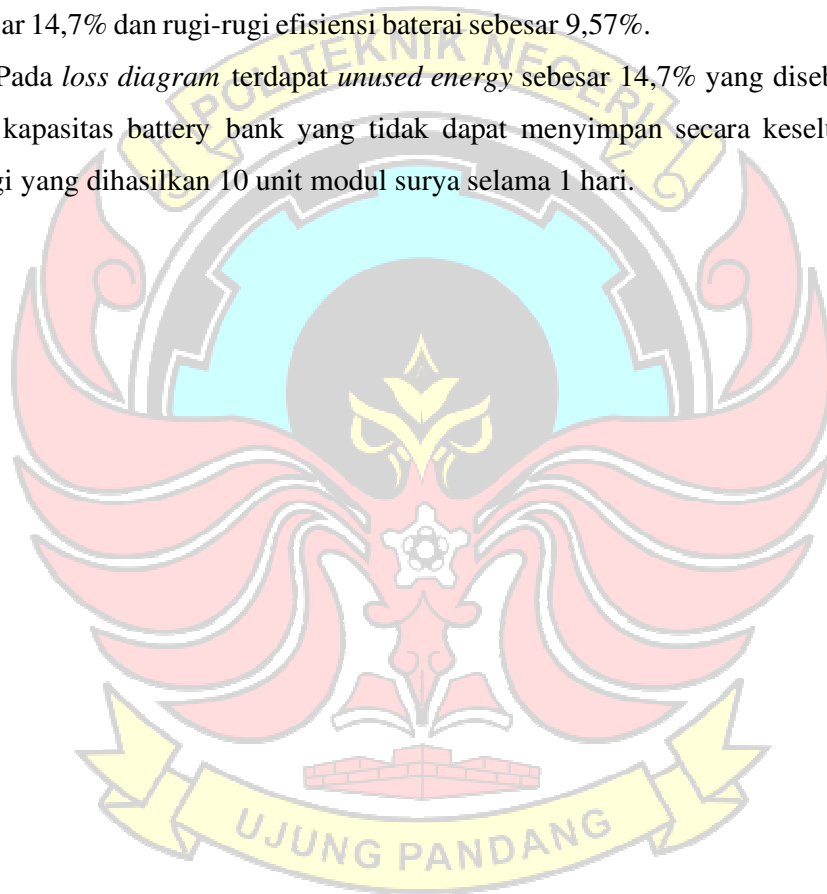 ar 14,7% dan rugi-rugi efisiensi baterai sebesar 9,57%.
Pada loss diagram terdapat unused energy sebesar 14,7% yang diseb
kapasitas battery bank yang tidak dapat menyimpan secara kesel
gi yang dihasilkan 10 unit modul surya selama 1 hari.
POLITEKNIK NEGERI
UJUNG PANDANG